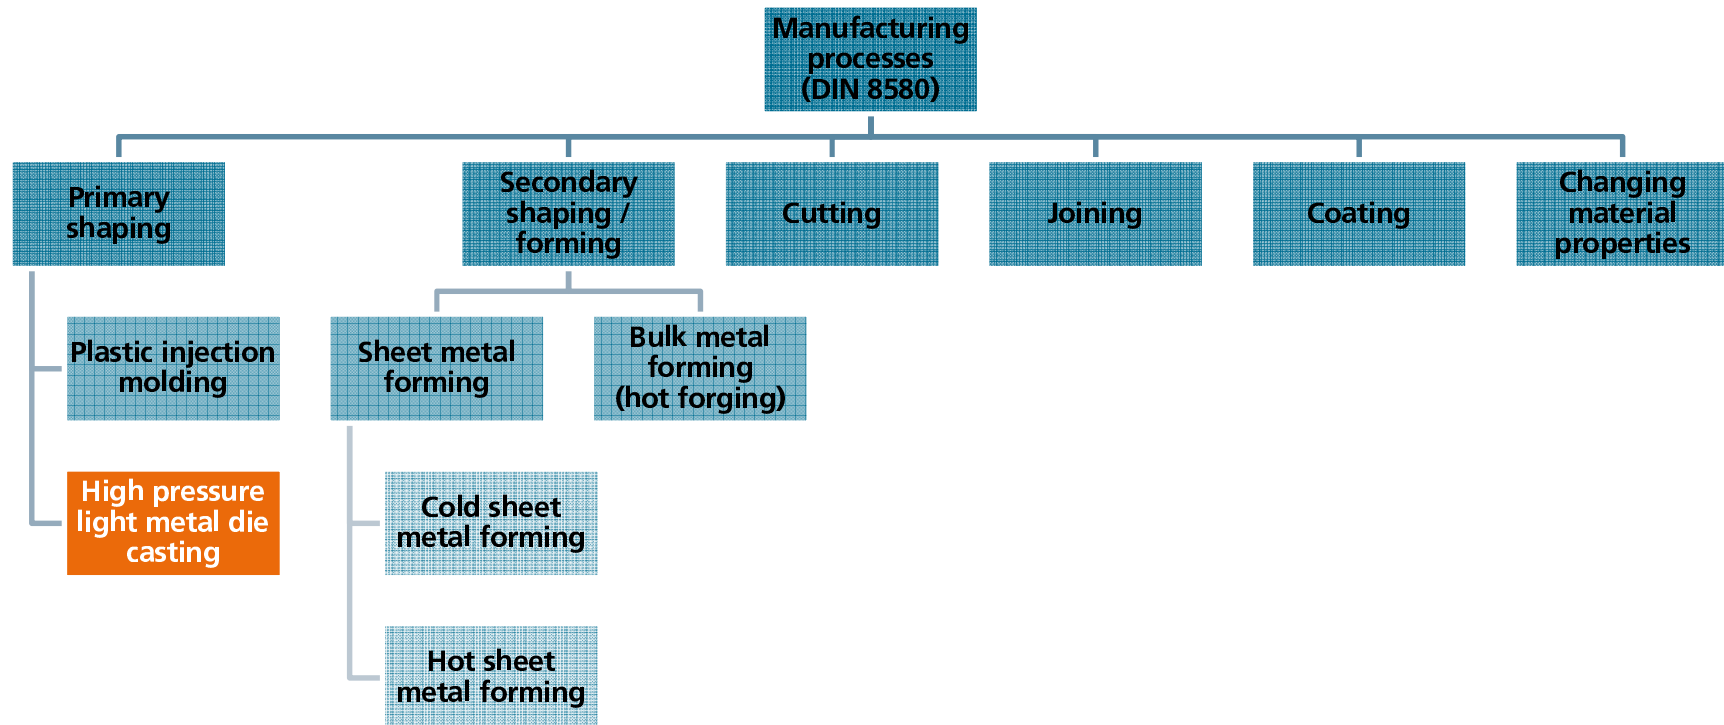 Manufacturing
processes
(DIN 8580)
Primary
shaping
Secondary
shaping /
forming
Cutting
Joining
Coating
Changing
material
properties
Plastic injection
molding
Sheet metal
forming
Bulk metal
forming
(hot forging)
High pressure
light metal die
casting
Cold sheet
metal forming
Hot sheet
metal forming